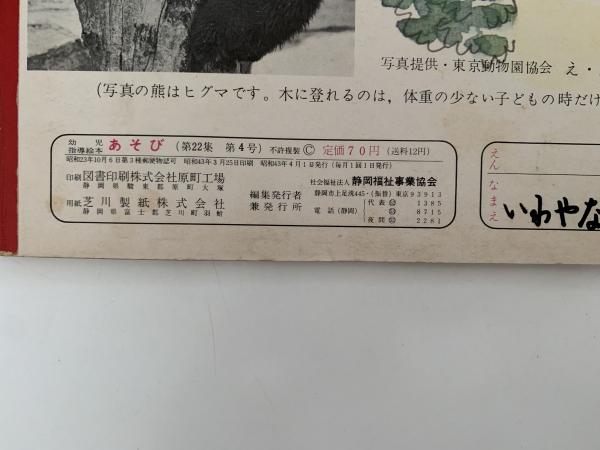 写真提供・東京動物園協会　え・
(写真の熊はヒグマです。木に登れるのは，体重の少ない子どもの時だけ
幼児指導絵本 あそび (第22集　第4号) 不許複製 Ⓒ 定価70円 (送料12円)
昭和23年10月6日第3種郵便物認可　昭和43年3月25日印刷　昭和43年4月1日発行 (毎月1回1日発行)
印刷 図書印刷株式会社原町工場
静岡県駿東郡原町大塚
用紙 芝川製紙株式会社
静岡県富士郡芝川町羽鮒
編集発行者
兼発行所
社会福祉法人 静岡福祉事業協会
静岡市上足洗445・(振替) 東京93913
電話 (静岡)
代表 1385
8715
夜間 2281
えん
なまえ
いわやな